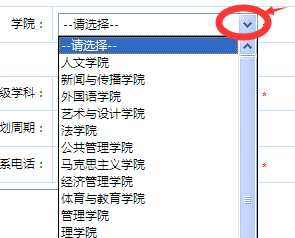 学院： --请选择--
--请选择--
人文学院
新闻与传播学院
级学科： 外国语学院 *
艺术与设计学院
划周期： 法学院
公共管理学院
系电话： 马克思主义学院 *
经济管理学院
体育与教育学院
管理学院
理学院